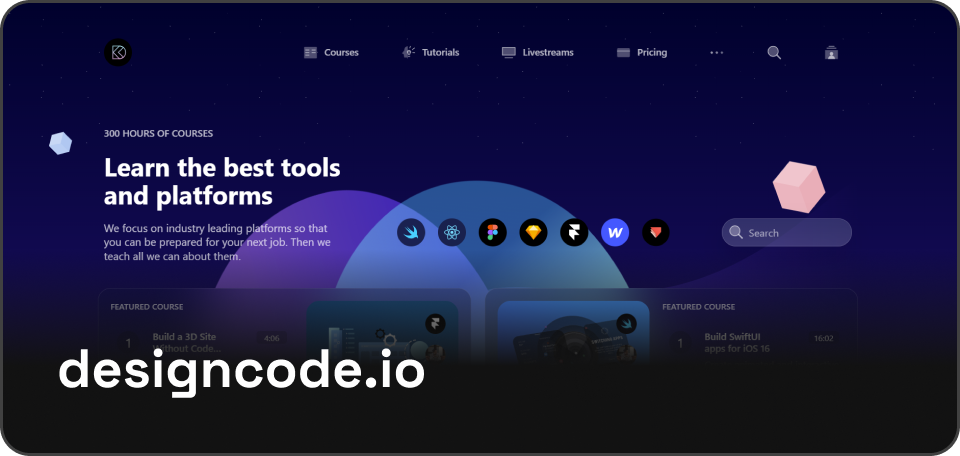 Courses Tutorials Livestreams Pricing
300 HOURS OF COURSES
Learn the best tools
and platforms
We focus on industry leading platforms so that
you can be prepared for your next job. Then we
teach all we can about them.
Search
FEATURED COURSE
1 Build a 3D Site 4:06
Without Code...
FEATURED COURSE
1 Build SwiftUI 16:02
apps for iOS 16
designcode.io